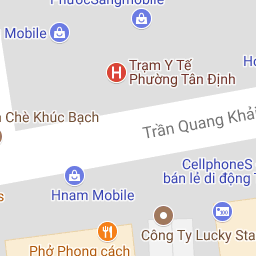 PhuocSangmobile
Mobile
Trạm Y Tế
Phường Tân Định
Chè Khúc Bạch
Trần Quang Khải
CellphoneS
bán lẻ di động
Hnam Mobile
Công Ty Lucky Sta
Phở Phong cách